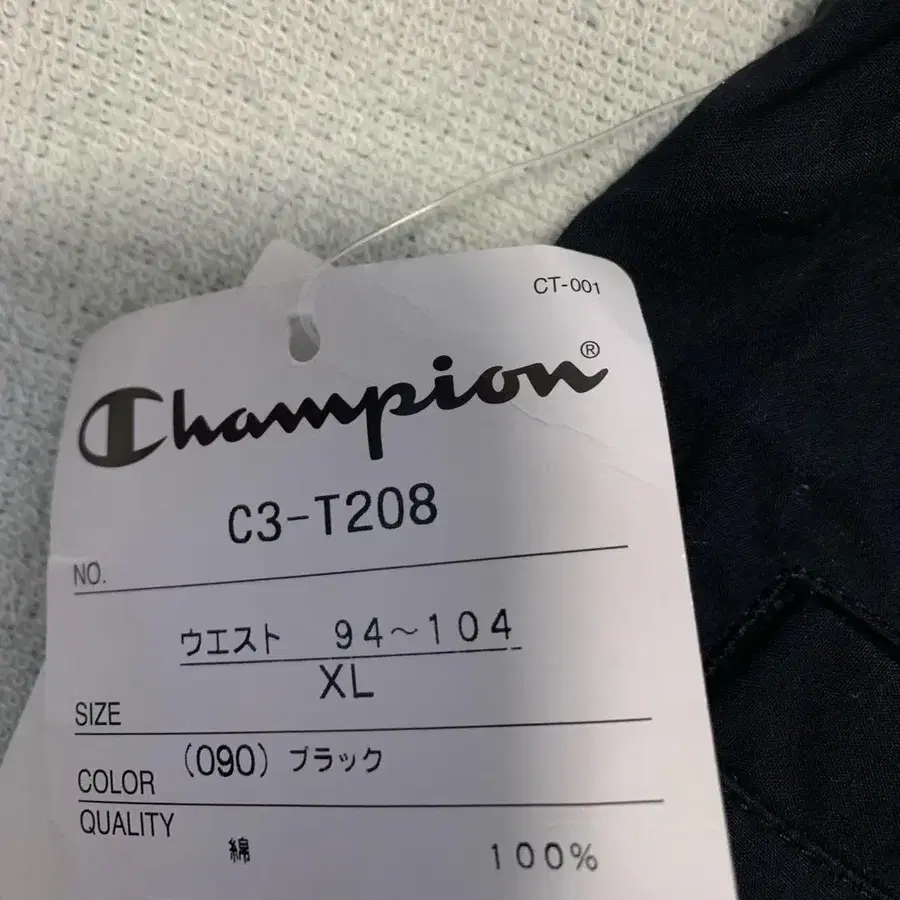 CT-001
Champion®
C3-T208
NO.
ウエスト 94～104
XL
SIZE
COLOR (090) ブラック
QUALITY
綿 100%